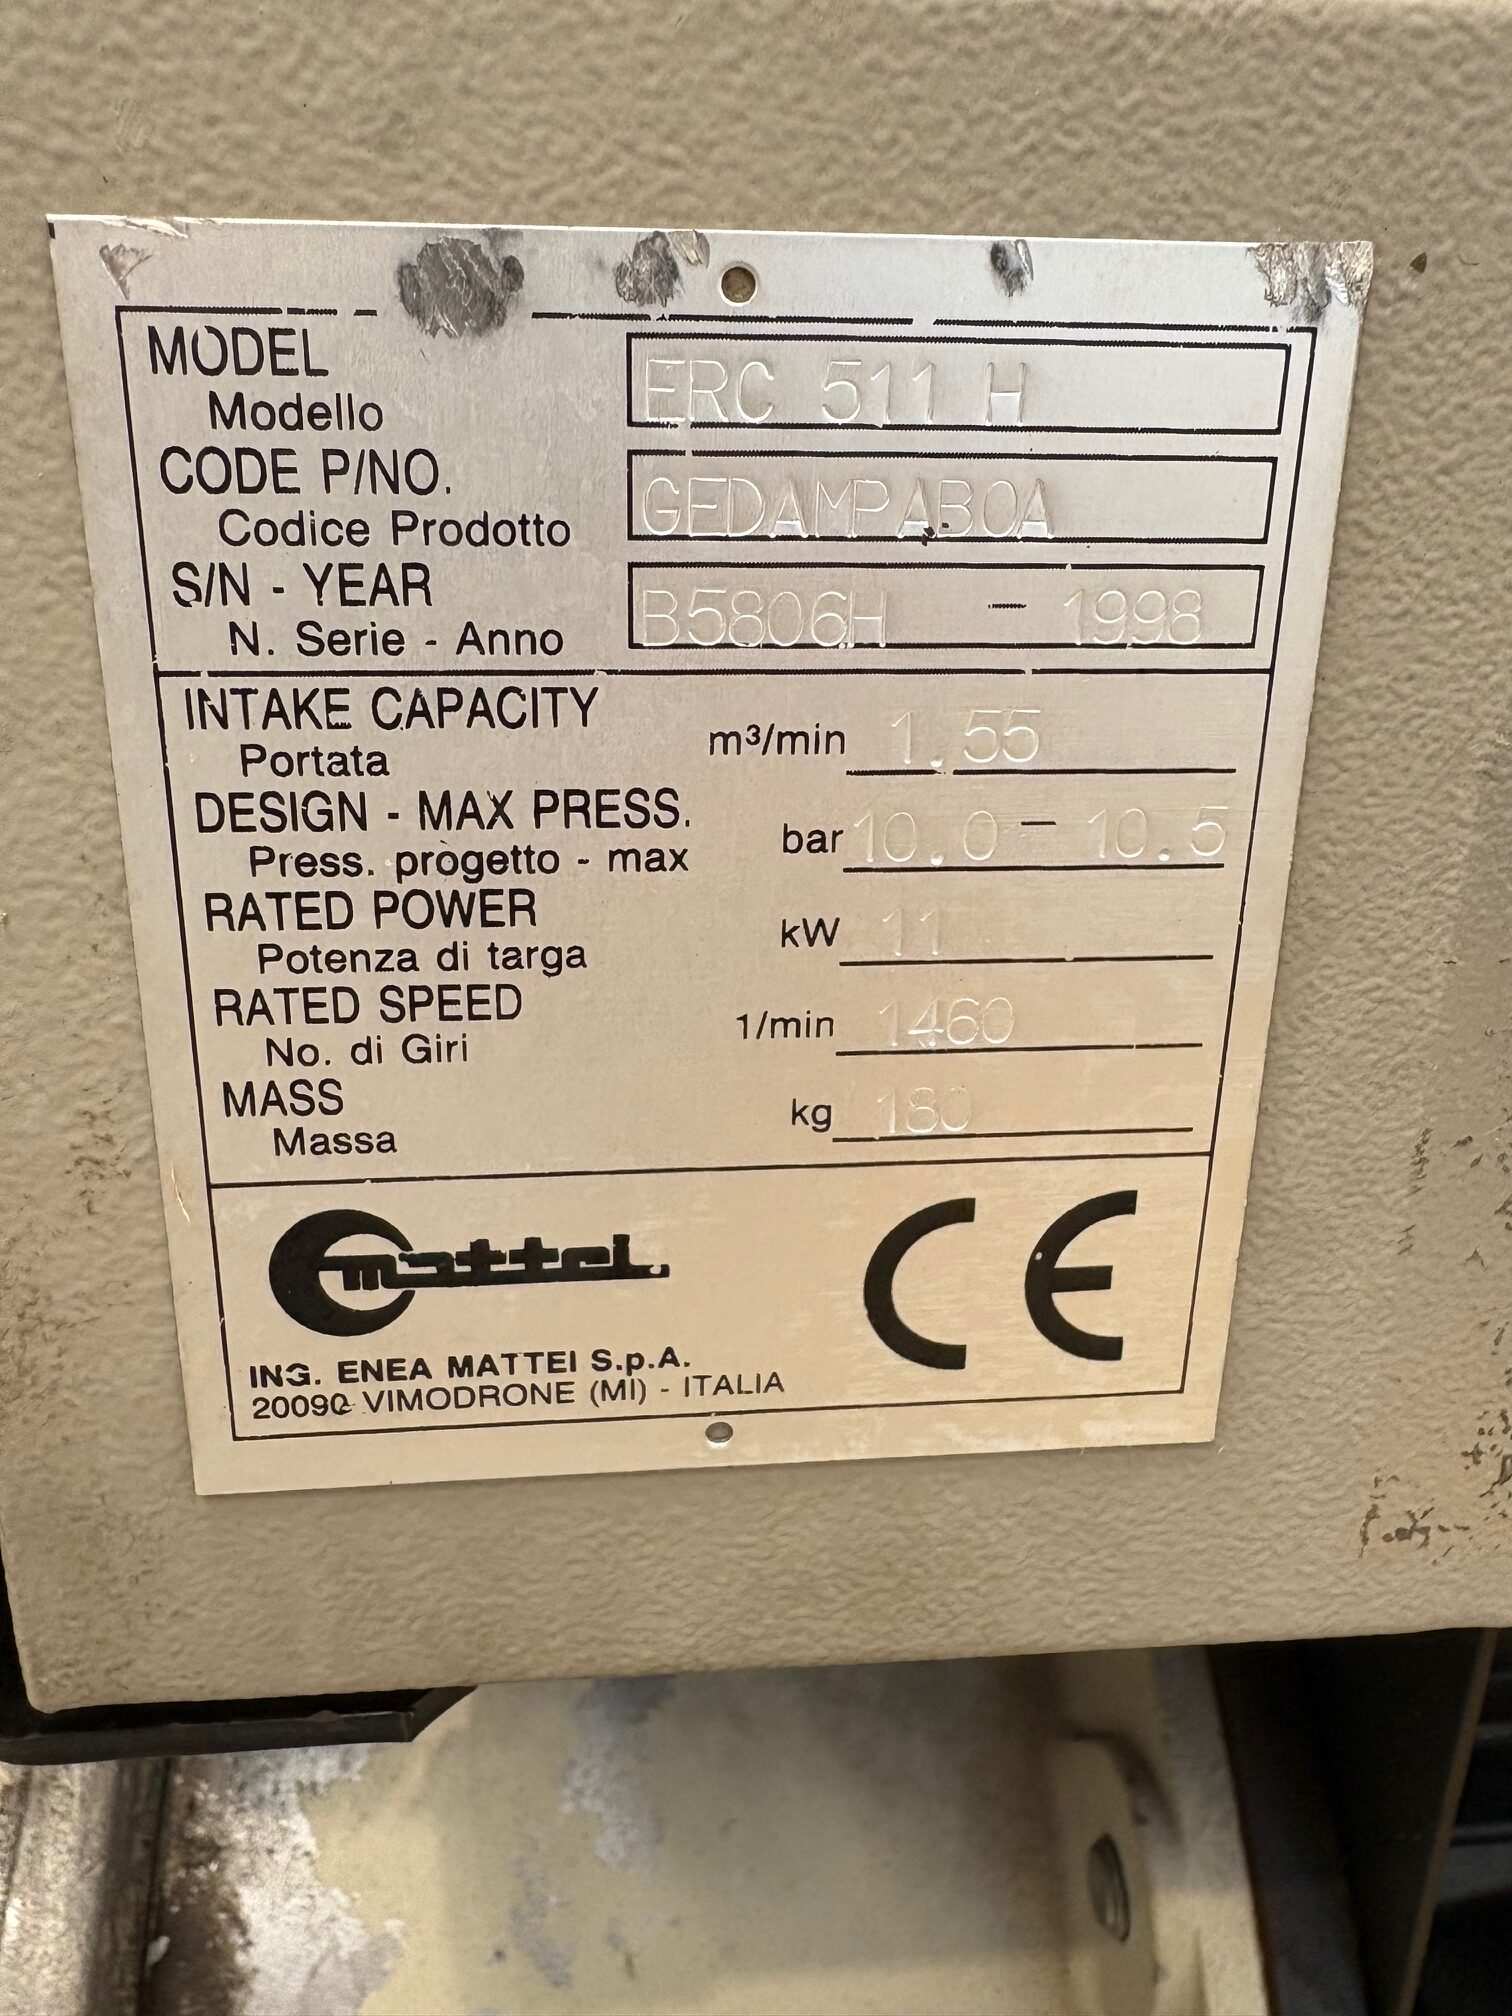 MODEL ERC 511 H
Modello
CODE P/NO. GEDAMPAB0A
Codice Prodotto
S/N - YEAR B5806H - 1998
N. Serie - Anno
INTAKE CAPACITY m³/min 1.55
Portata
DESIGN - MAX PRESS. bar 10.0 - 10.5
Press. progetto - max
RATED POWER kW 11
Potenza di targa
RATED SPEED 1/min 1460
No. di Giri
MASS kg 180
Massa
mattei CE
ING. ENEA MATTEI S.p.A.
20090 VIMODRONE (MI) - ITALIA